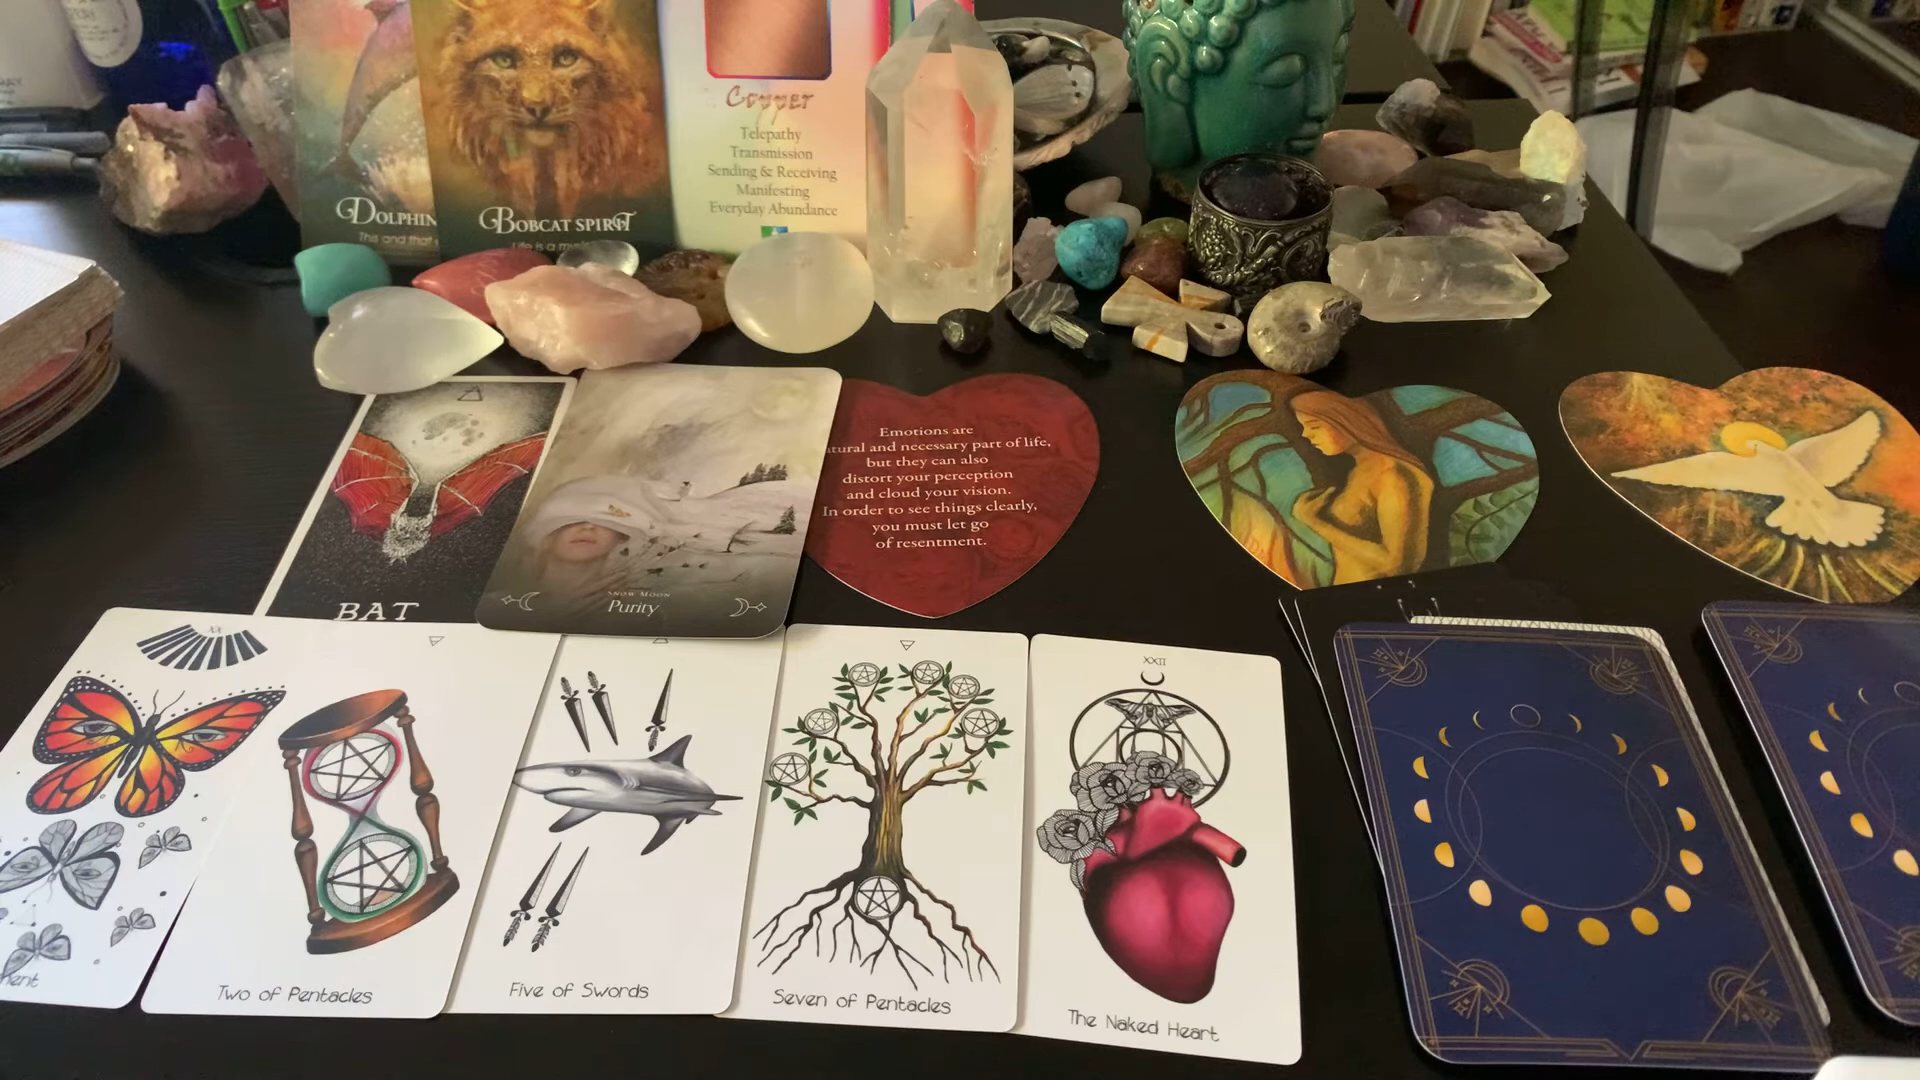 Dolphin
This and that
Bobcat Spirit
Life is a
Copper
Telepathy
Transmission
Sending & Receiving
Manifesting
Everyday Abundance
BAT
Snow Moon
Purity
Emotions are
tural and necessary part of life,
but they can also
distort your perception
and cloud your vision.
In order to see things clearly,
you must let go
of resentment.
XX
ment
Two of Pentacles
Five of Swords
Seven of Pentacles
XXII
The Naked Heart